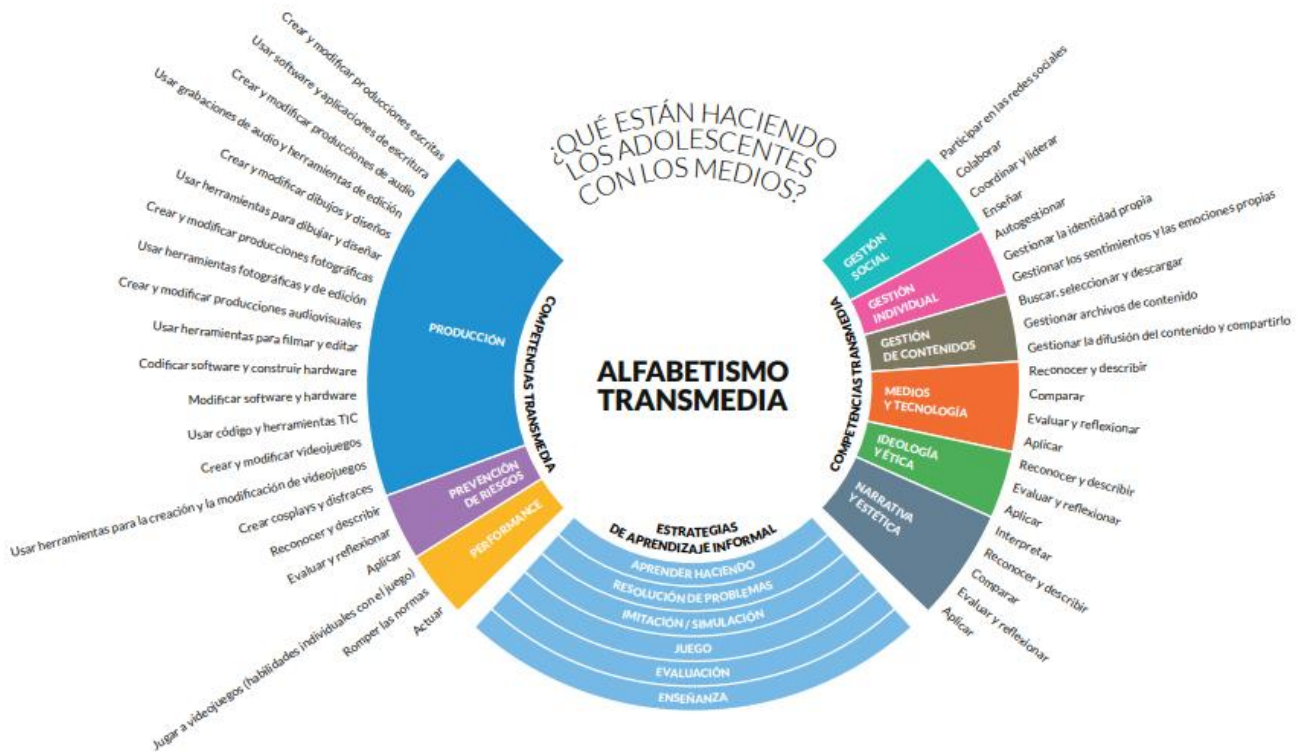 ¿QUÉ ESTÁN HACIENDO
LOS ADOLESCENTES
CON LOS MEDIOS?
ALFABETISMO
TRANSMEDIA
COMPETENCIAS TRANSMEDIA
PRODUCCIÓN
Crear y modificar producciones escritas
Usar software y aplicaciones de escritura
Crear y modificar producciones de audio
Usar grabaciones de audio y herramientas de edición
Crear y modificar dibujos y diseños
Usar herramientas para dibujar y diseñar
Crear y modificar producciones fotográficas
Usar herramientas fotográficas y de edición
Crear y modificar producciones audiovisuales
Usar herramientas para filmar y editar
Codificar software y construir hardware
Modificar software y hardware
Usar código y herramientas TIC
Crear y modificar videojuegos
Usar herramientas para la creación y la modificación de videojuegos
Crear cosplays y disfraces
PREVENCIÓN
DE RIESGOS
Reconocer y describir
Evaluar y reflexionar
Aplicar
PERFORMANCE
Jugar a videojuegos (habilidades individuales con el juego)
Romper las normas
Actuar
COMPETENCIAS TRANSMEDIA
GESTIÓN
SOCIAL
Participar en las redes sociales
Colaborar
Coordinar y liderar
Enseñar
GESTIÓN
INDIVIDUAL
Autogestionar
Gestionar la identidad propia
Gestionar los sentimientos y las emociones propias
GESTIÓN
DE CONTENIDOS
Buscar, seleccionar y descargar
Gestionar archivos de contenido
Gestionar la difusión del contenido y compartirlo
MEDIOS
Y TECNOLOGÍA
Reconocer y describir
Comparar
Evaluar y reflexionar
Aplicar
IDEOLOGÍA
Y ÉTICA
Reconocer y describir
Evaluar y reflexionar
Aplicar
NARRATIVA
Y ESTÉTICA
Interpretar
Reconocer y describir
Comparar
Evaluar y reflexionar
Aplicar
ESTRATEGIAS
DE APRENDIZAJE INFORMAL
APRENDER HACIENDO
RESOLUCIÓN DE PROBLEMAS
IMITACIÓN / SIMULACIÓN
JUEGO
EVALUACIÓN
ENSEÑANZA